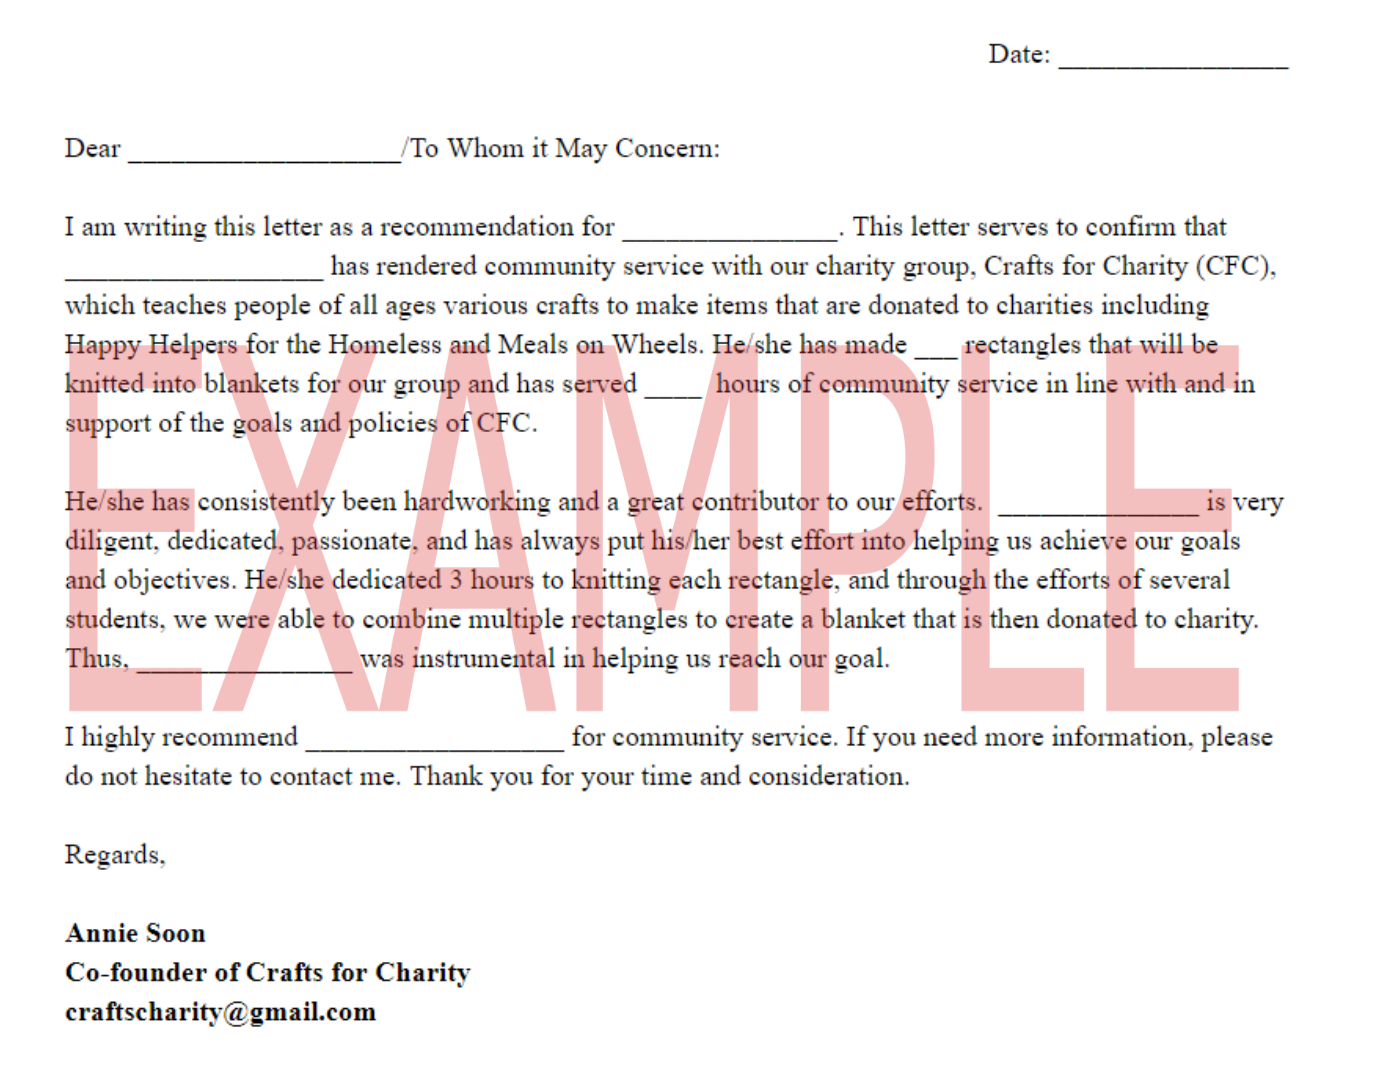 Date: ________________
Dear ___________________/To Whom it May Concern:
I am writing this letter as a recommendation for _______________. This letter serves to confirm that
__________________ has rendered community service with our charity group, Crafts for Charity (CFC),
which teaches people of all ages various crafts to make items that are donated to charities including
Happy Helpers for the Homeless and Meals on Wheels. He/she has made ___ rectangles that will be
knitted into blankets for our group and has served ____ hours of community service in line with and in
support of the goals and policies of CFC.
He/she has consistently been hardworking and a great contributor to our efforts. ______________ is very
diligent, dedicated, passionate, and has always put his/her best effort into helping us achieve our goals
and objectives. He/she dedicated 3 hours to knitting each rectangle, and through the efforts of several
students, we were able to combine multiple rectangles to create a blanket that is then donated to charity.
Thus, _______________ was instrumental in helping us reach our goal.
I highly recommend __________________ for community service. If you need more information, please
do not hesitate to contact me. Thank you for your time and consideration.
Regards,
Annie Soon
Co-founder of Crafts for Charity
craftscharity@gmail.com
EXAMPLE